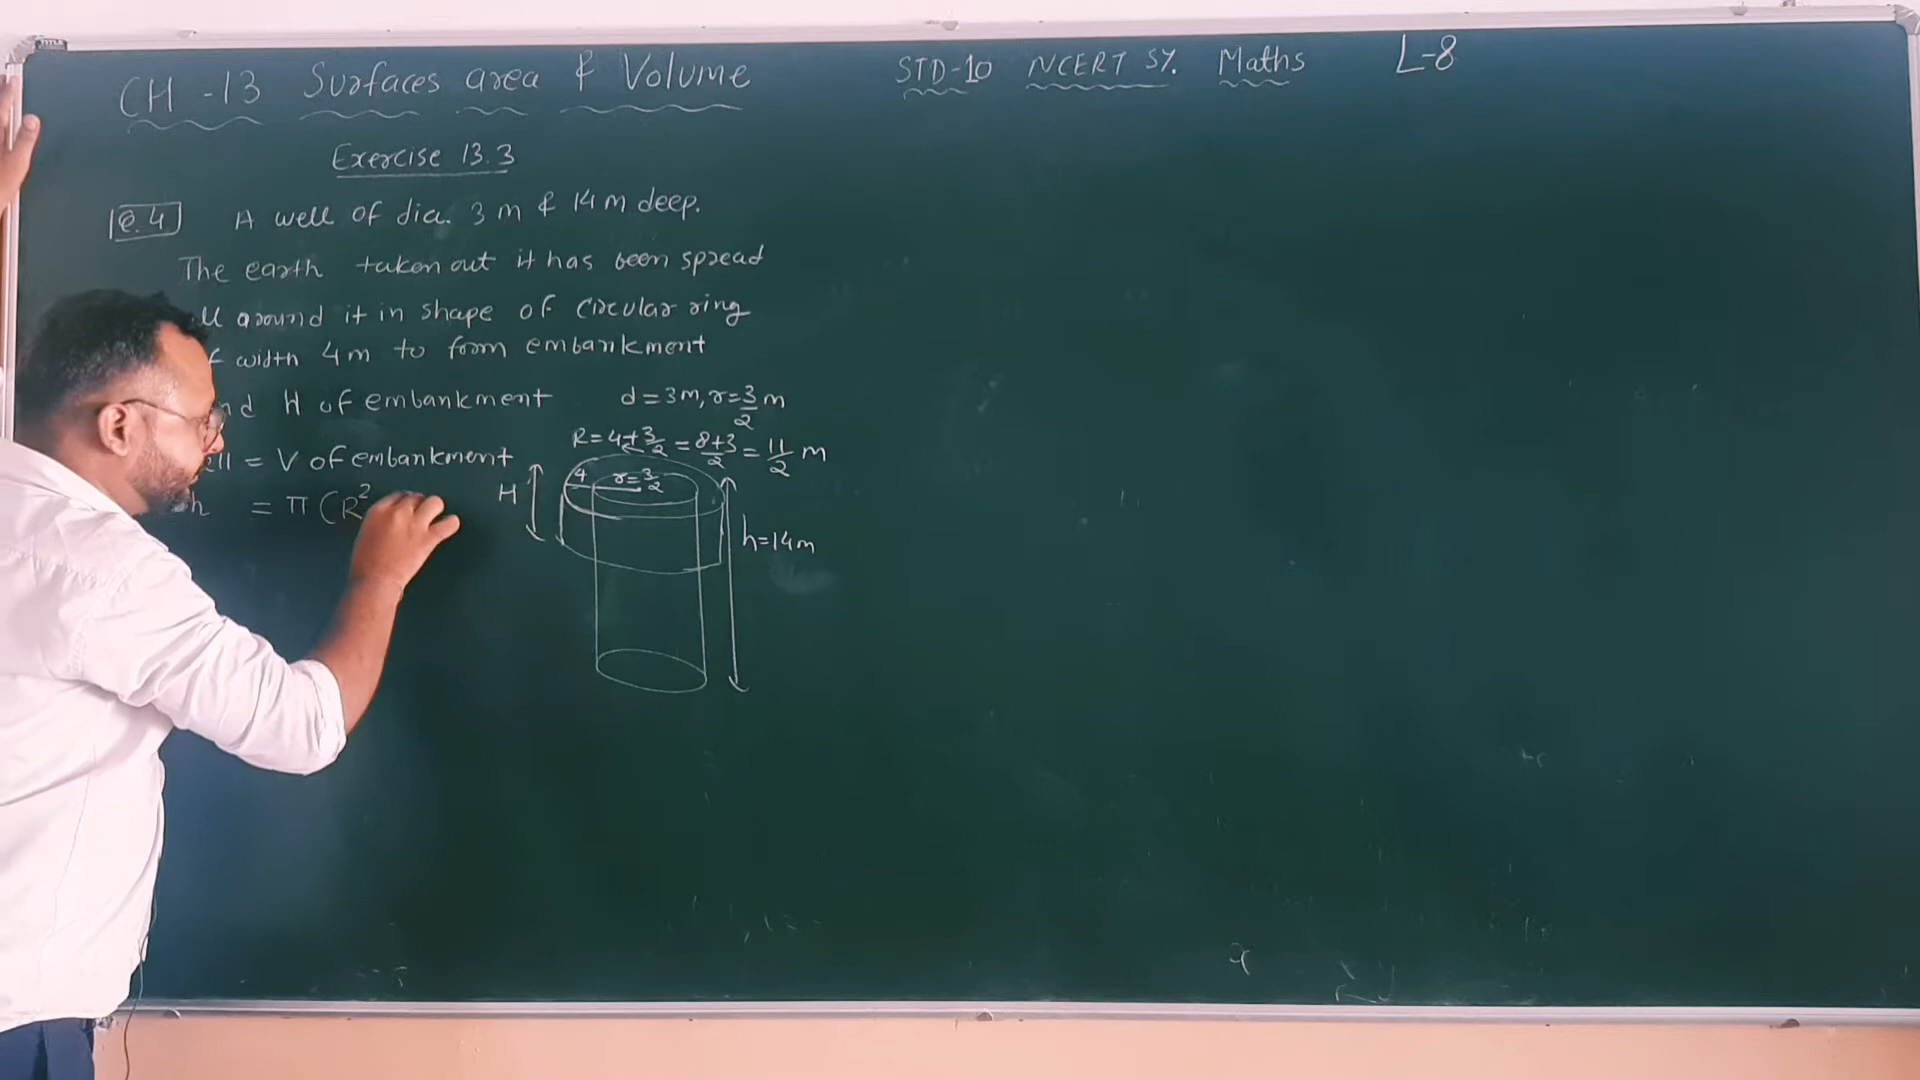 CH -13 Surfaces area & Volume STD-10 NCERT SY. Maths L-8
Exercise 13.3
Q.4 A well of dia. 3 m & 14 m deep.
The earth taken out it has been spread
around it in shape of circular ring
width 4 m to form embankment
H of embankment d=3m, r=3/2 m
R=4+3/2=8+3/2=11/2 m
= V of embankment
4 r=3/2
H
h = π(R²
h=14m